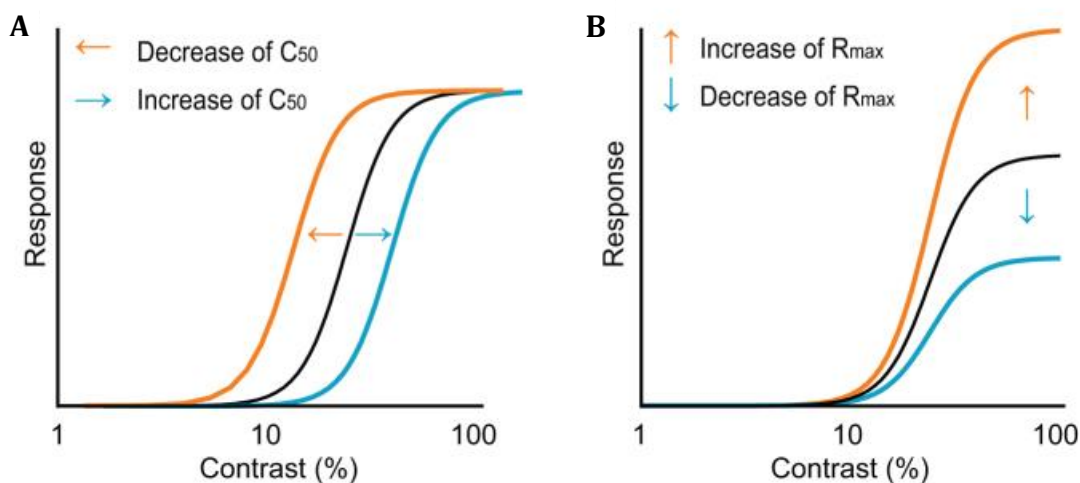 A
← Decrease of C50
→ Increase of C50
Response
1 10 100
Contrast (%)
B
↑ Increase of Rmax
↓ Decrease of Rmax
Response
1 10 100
Contrast (%)